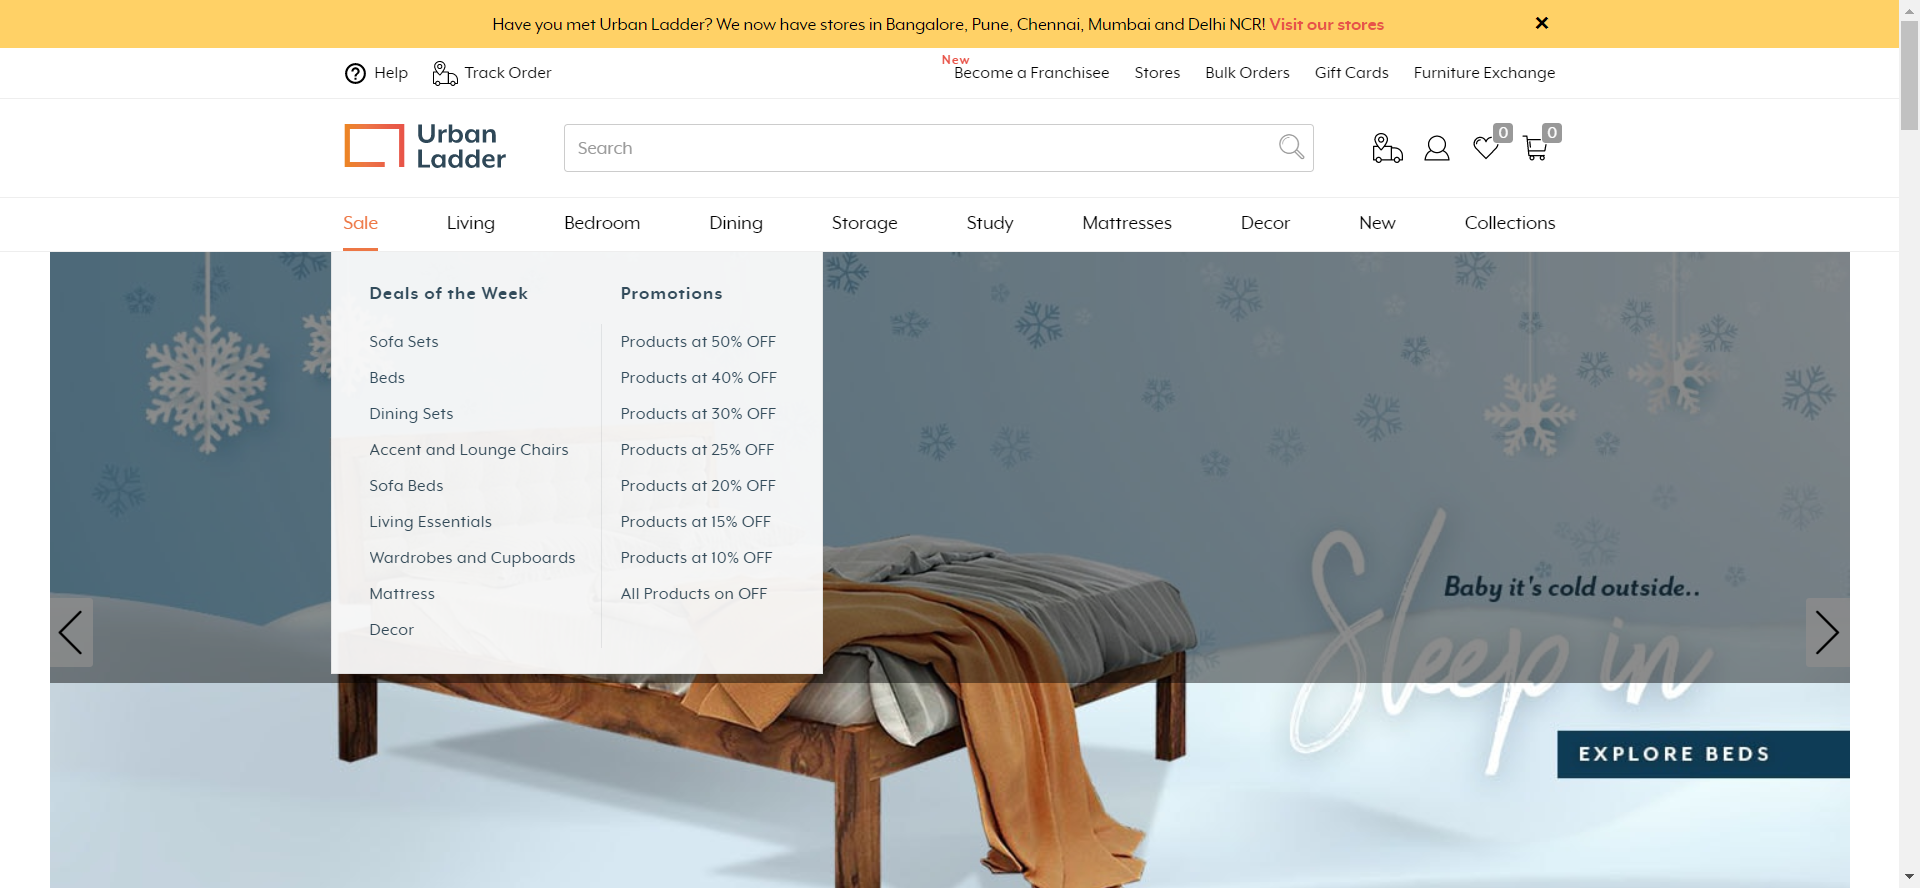 Have you met Urban Ladder? We now have stores in Bangalore, Pune, Chennai, Mumbai and Delhi NCR! Visit our stores
Help
Track Order
New
Become a Franchisee
Stores
Bulk Orders
Gift Cards
Furniture Exchange
Urban
Ladder
Search
0
0
Sale
Living
Bedroom
Dining
Storage
Study
Mattresses
Decor
New
Collections
Deals of the Week
Sofa Sets
Beds
Dining Sets
Accent and Lounge Chairs
Sofa Beds
Living Essentials
Wardrobes and Cupboards
Mattress
Decor
Promotions
Products at 50% OFF
Products at 40% OFF
Products at 30% OFF
Products at 25% OFF
Products at 20% OFF
Products at 15% OFF
Products at 10% OFF
All Products on OFF
Baby it's cold outside..
Sleep in
EXPLORE BEDS